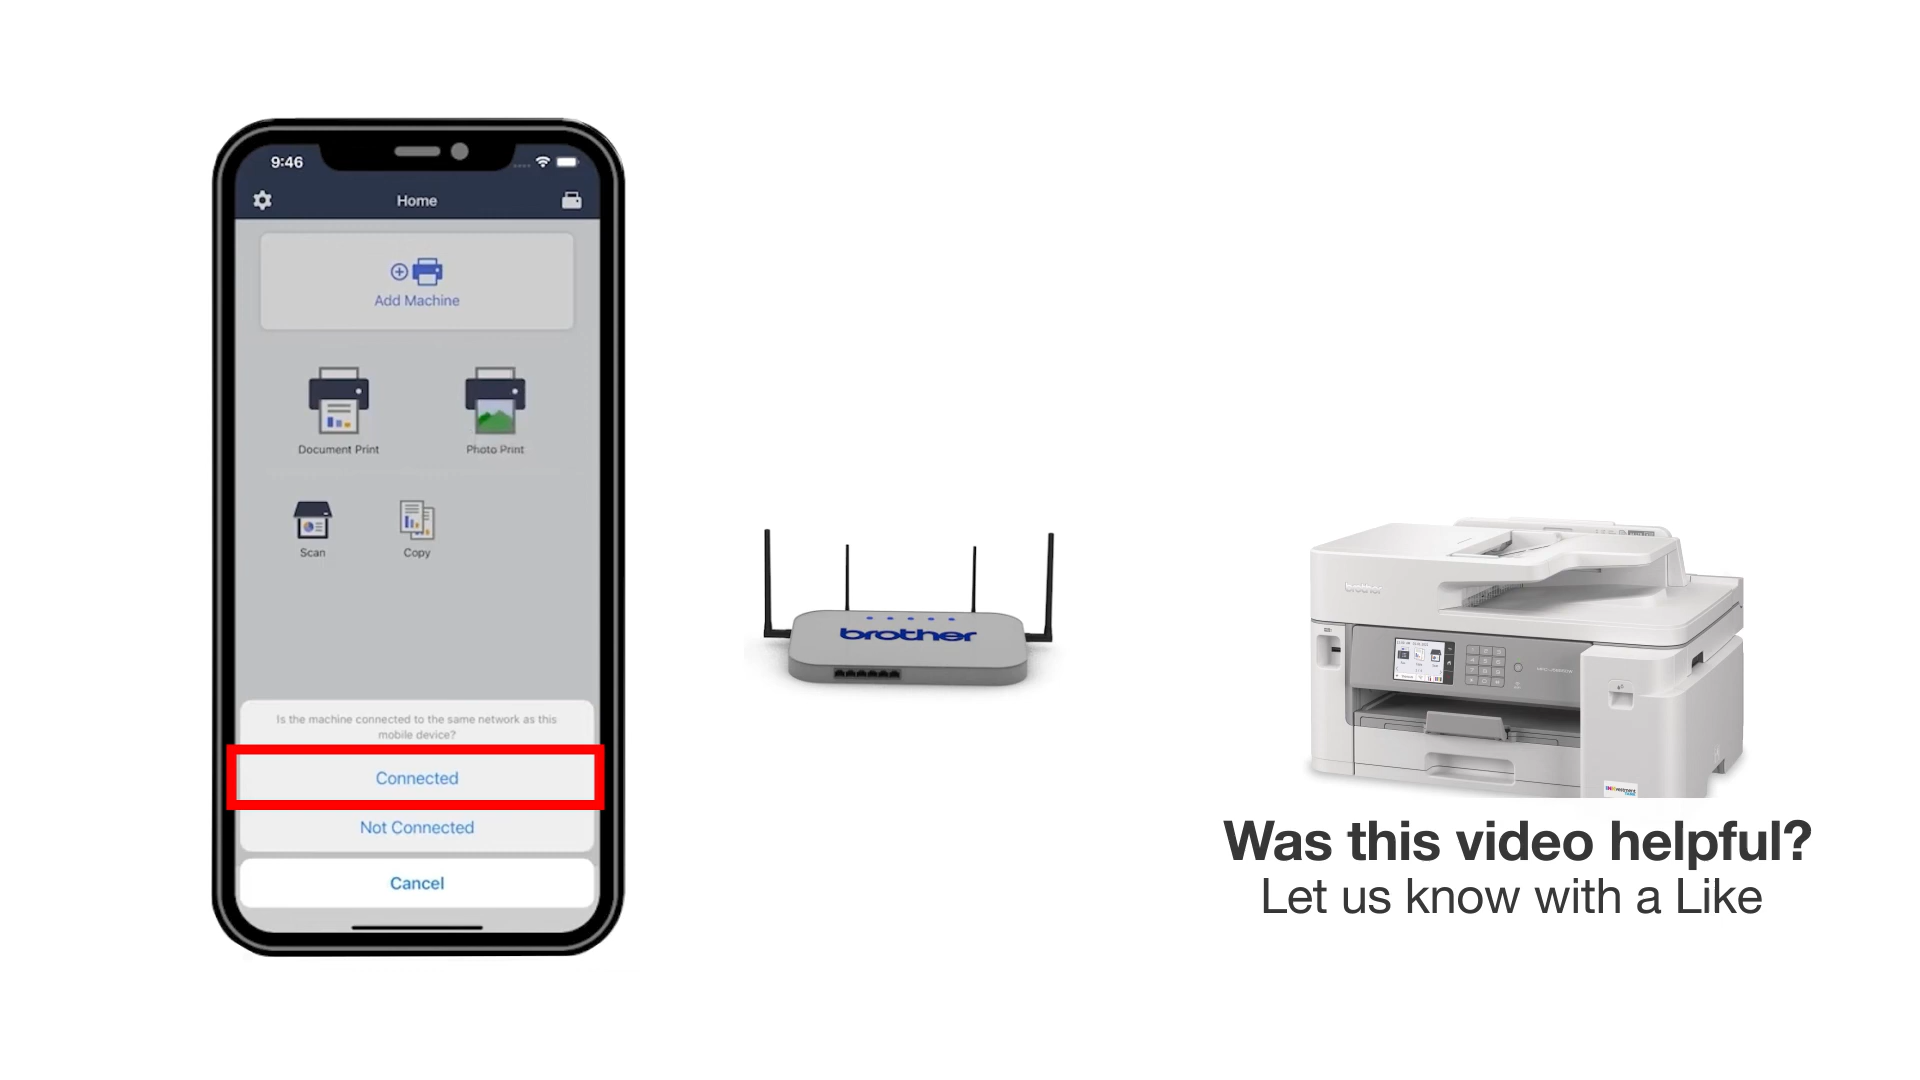 9:46
Home
Add Machine
Document Print
Photo Print
Scan
Copy
Is the machine connected to the same network as this
mobile device?
Connected
Not Connected
Cancel
brother
brother
Was this video helpful?
Let us know with a Like